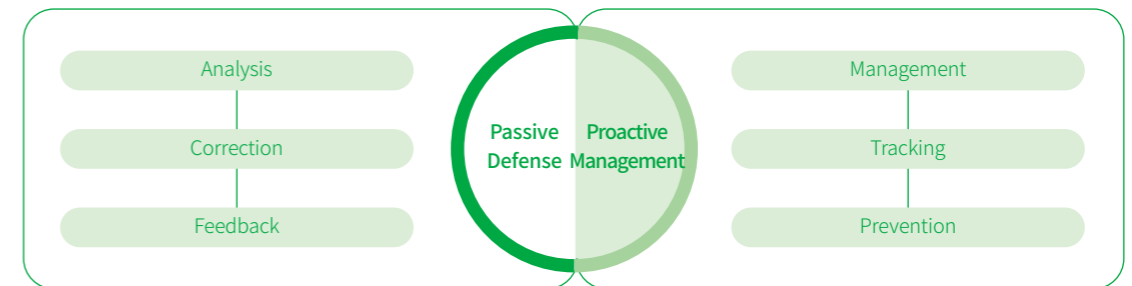 Analysis
Correction
Feedback
Passive
Defense
Proactive
Management
Management
Tracking
Prevention